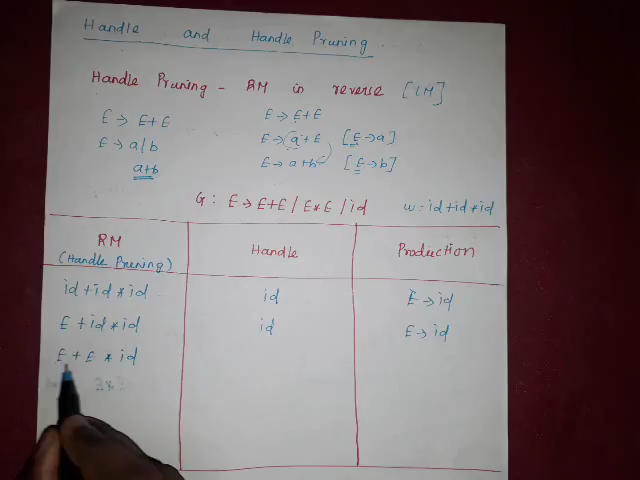 Handle and Handle Pruning
Handle Pruning - RM in reverse [LM]
E → E+E
E → a/b
a+b
E → E+E
E → a + E [E → a]
E → a+b [E → b]
G: E → E+E / E*E / id w = id+id*id
RM (Handle Pruning) Handle Production
id + id * id id E → id
E + id * id id E → id
E + E * id